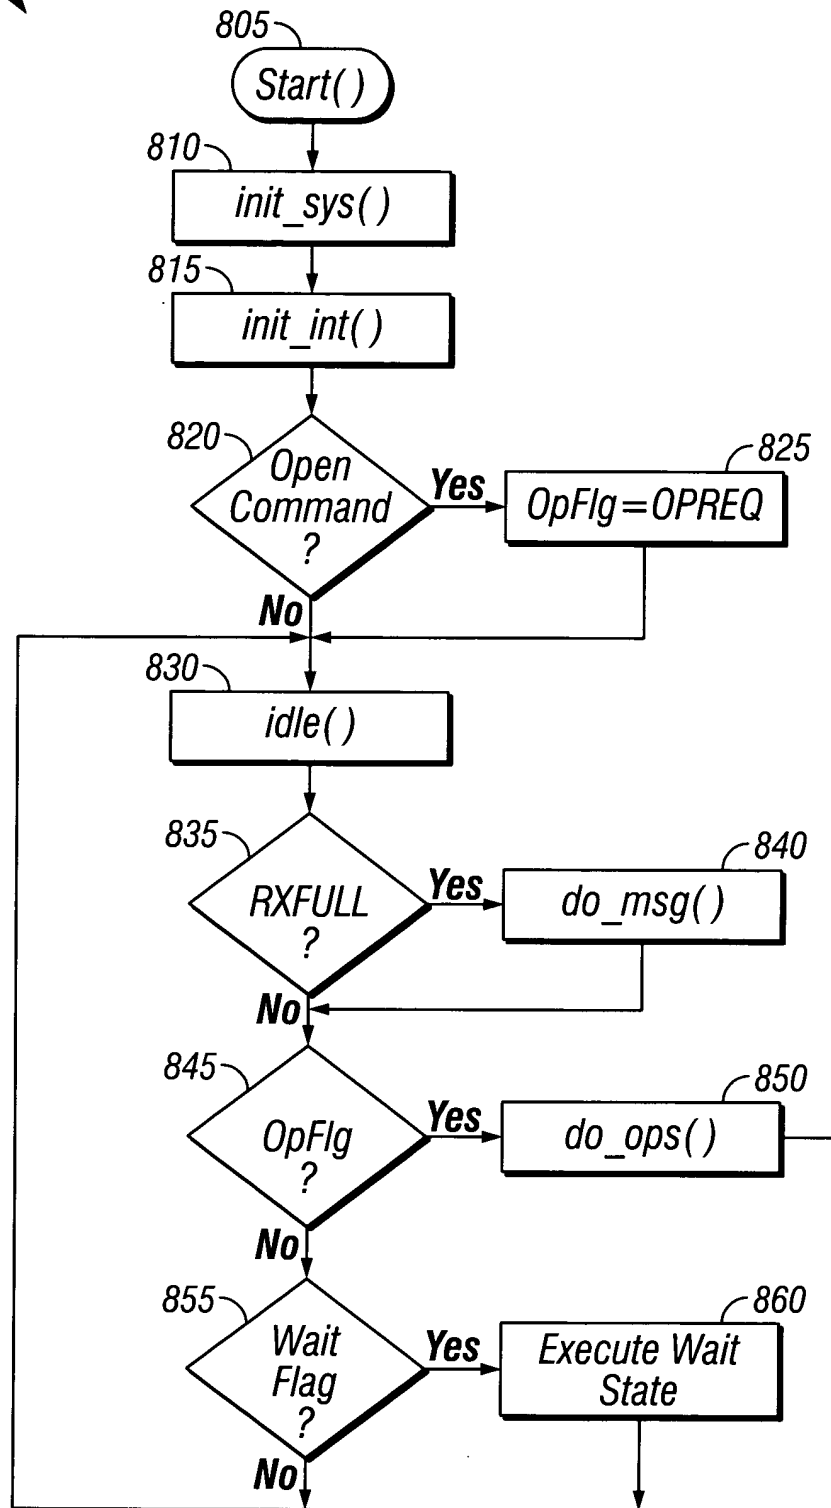 805
Start()
810
init_sys()
815
init_int()
820
Open
Command
?
Yes
825
OpFlg=OPREQ
No
830
idle()
835
RXFULL
?
Yes
840
do_msg()
No
845
OpFlg
?
Yes
850
do_ops()
No
855
Wait
Flag
?
Yes
860
Execute Wait
State
No